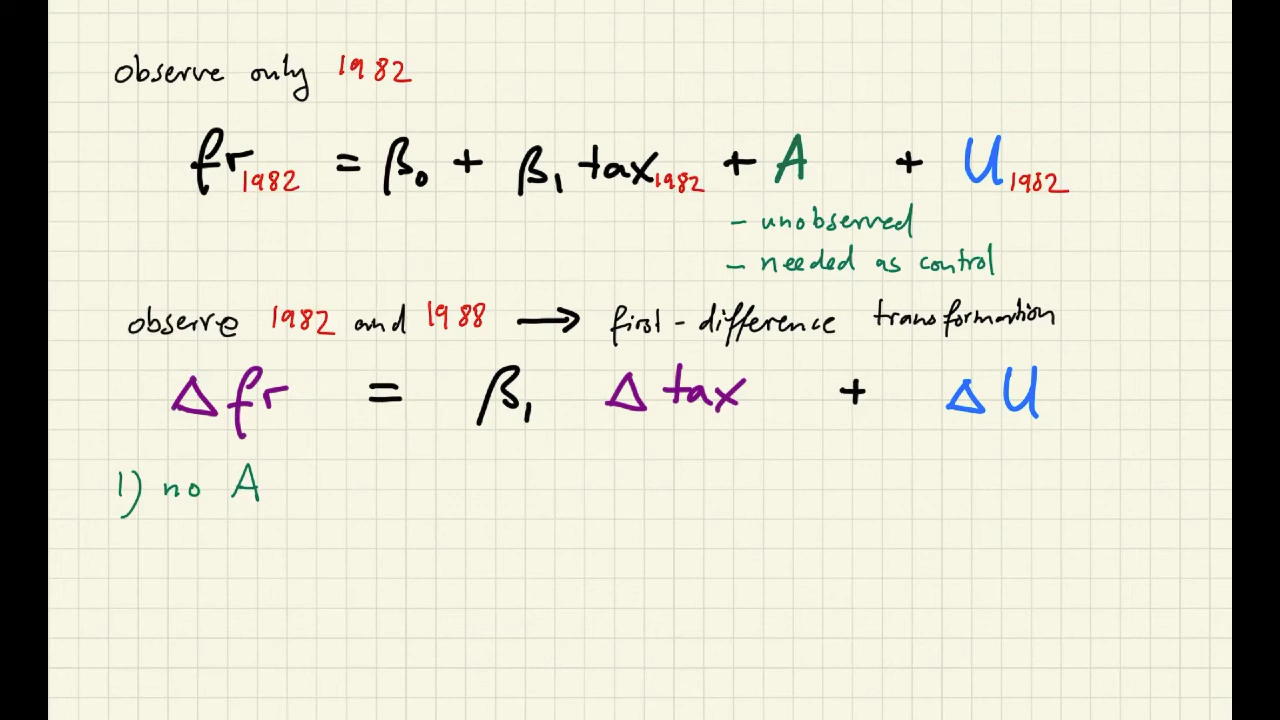 observe only 1982
fr1982 = β0 + β1 tax1982 + A + U1982
- unobserved
- needed as control
observe 1982 and 1988 → first-difference transformation
Δfr = β1 Δtax + ΔU
1) no A